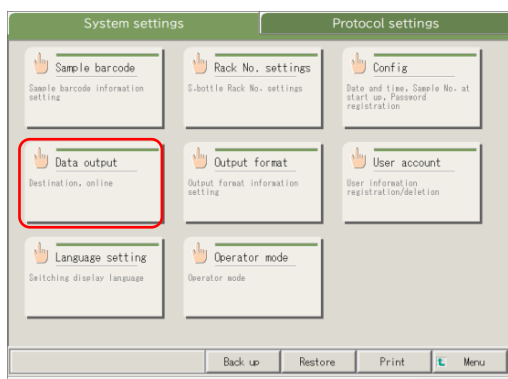 System settings
Protocol settings
Sample barcode
Sample barcode information
setting
Rack No. settings
S.bottle Rack No. settings
Config
Date and time, Sample No. at
start up, Password
registration
Data output
Destination, online
Output format
Output format information
setting
User account
User information
registration/deletion
Language setting
Switching display language
Operator mode
Operator mode
Back up
Restore
Print
Menu